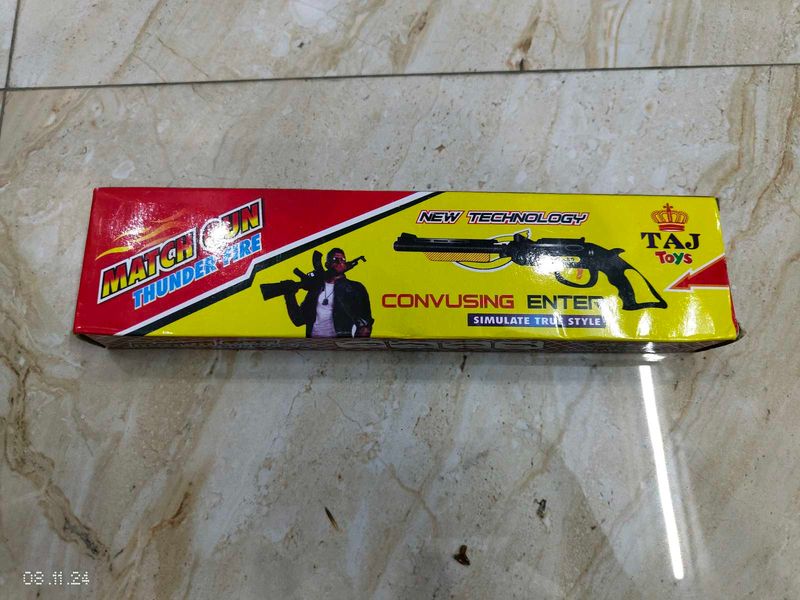 MATCH GUN
THUNDER FIRE
NEW TECHNOLOGY
CONVUSING ENTER
SIMULATE TRUE STYLE
TAJ
TOYS
08.11.24